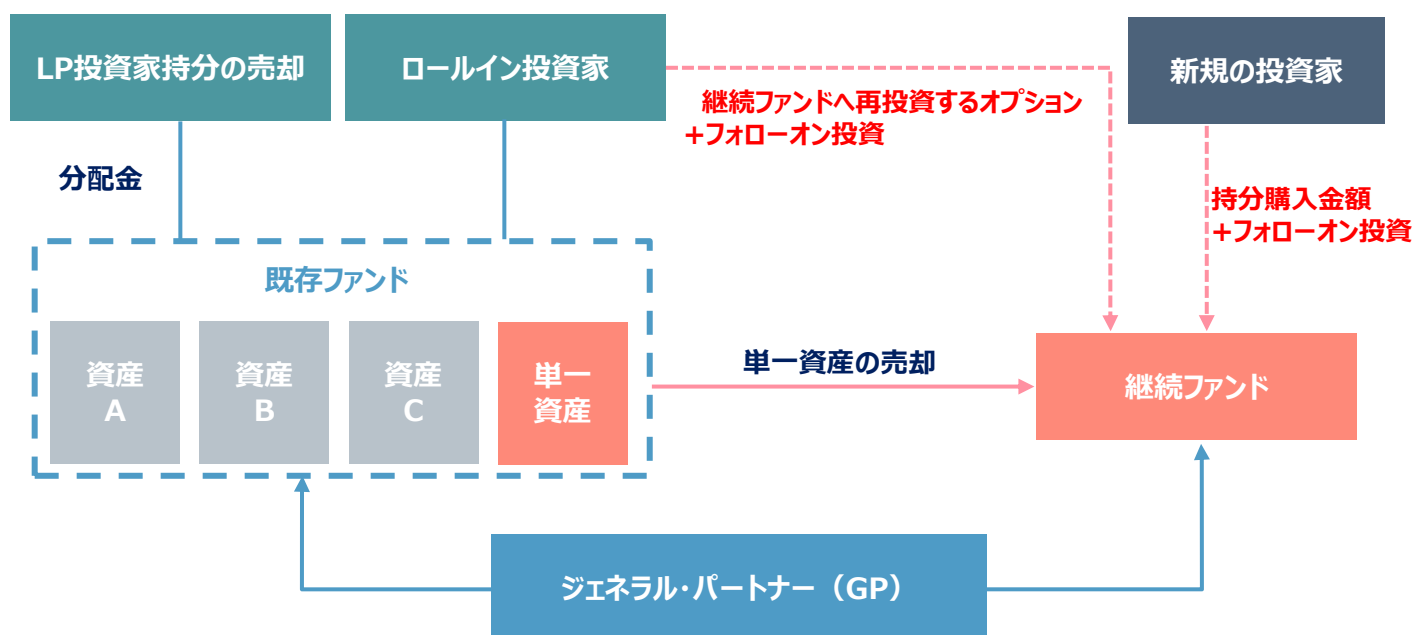 LP投資家持分の売却
ロールイン投資家
新規の投資家
継続ファンドへ再投資するオプション
+フォローオン投資
分配金
持分購入金額
+フォローオン投資
既存ファンド
資産
A
資産
B
資産
C
単一
資産
単一資産の売却
継続ファンド
ジェネラル・パートナー（GP）